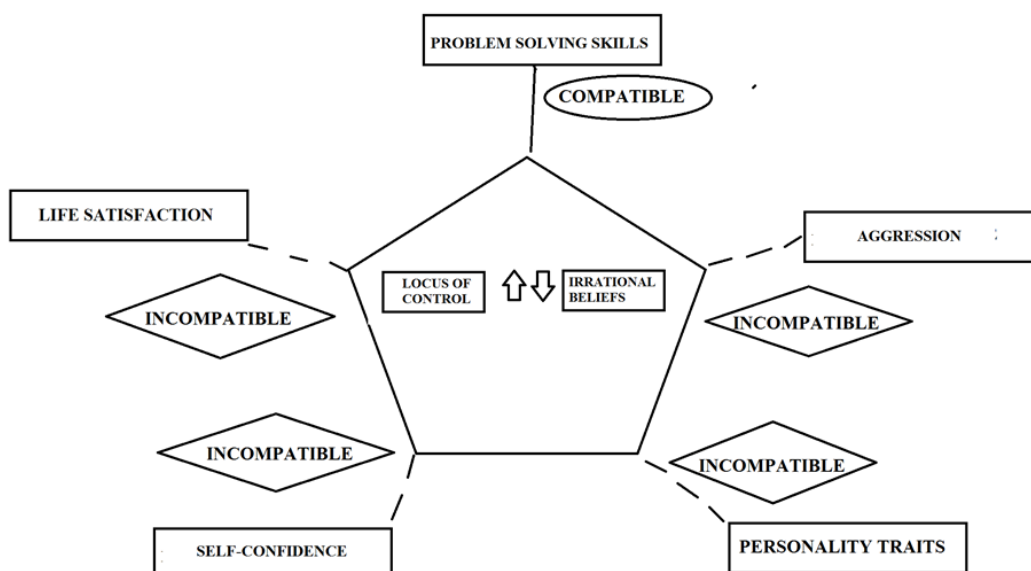 PROBLEM SOLVING SKILLS
COMPATIBLE
LIFE SATISFACTION
AGGRESSION
LOCUS OF
CONTROL
IRRATIONAL
BELIEFS
INCOMPATIBLE
INCOMPATIBLE
INCOMPATIBLE
INCOMPATIBLE
SELF-CONFIDENCE
PERSONALITY TRAITS